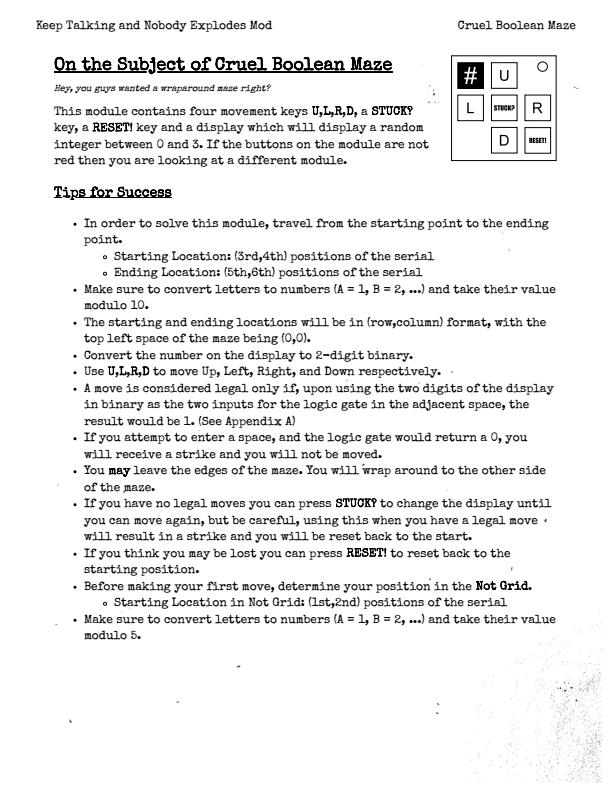 Keep Talking and Nobody Explodes Mod
Cruel Boolean Maze
On the Subject of Cruel Boolean Maze
Hey, you guys wanted a wraparound maze right?
This module contains four movement keys U,L,R,D, a STUCK?
key, a RESET! key and a display which will display a random
integer between 0 and 3. If the buttons on the module are not
red then you are looking at a different module.
#
U
L
STUCK?
R
D
RESET!
Tips for Success
• In order to solve this module, travel from the starting point to the ending
point.
◦ Starting Location: (3rd,4th) positions of the serial
◦ Ending Location: (5th,6th) positions of the serial
• Make sure to convert letters to numbers (A = 1, B = 2, ...) and take their value
modulo 10.
• The starting and ending locations will be in (row,column) format, with the
top left space of the maze being (0,0).
• Convert the number on the display to 2-digit binary.
• Use U,L,R,D to move Up, Left, Right, and Down respectively.
• A move is considered legal only if, upon using the two digits of the display
in binary as the two inputs for the logic gate in the adjacent space, the
result would be 1. (See Appendix A)
• If you attempt to enter a space, and the logic gate would return a 0, you
will receive a strike and you will not be moved.
• You may leave the edges of the maze. You will wrap around to the other side
of the maze.
• If you have no legal moves you can press STUCK? to change the display until
you can move again, but be careful, using this when you have a legal move
will result in a strike and you will be reset back to the start.
• If you think you may be lost you can press RESET! to reset back to the
starting position.
• Before making your first move, determine your position in the Not Grid.
◦ Starting Location in Not Grid: (1st,2nd) positions of the serial
• Make sure to convert letters to numbers (A = 1, B = 2, ...) and take their value
modulo 5.